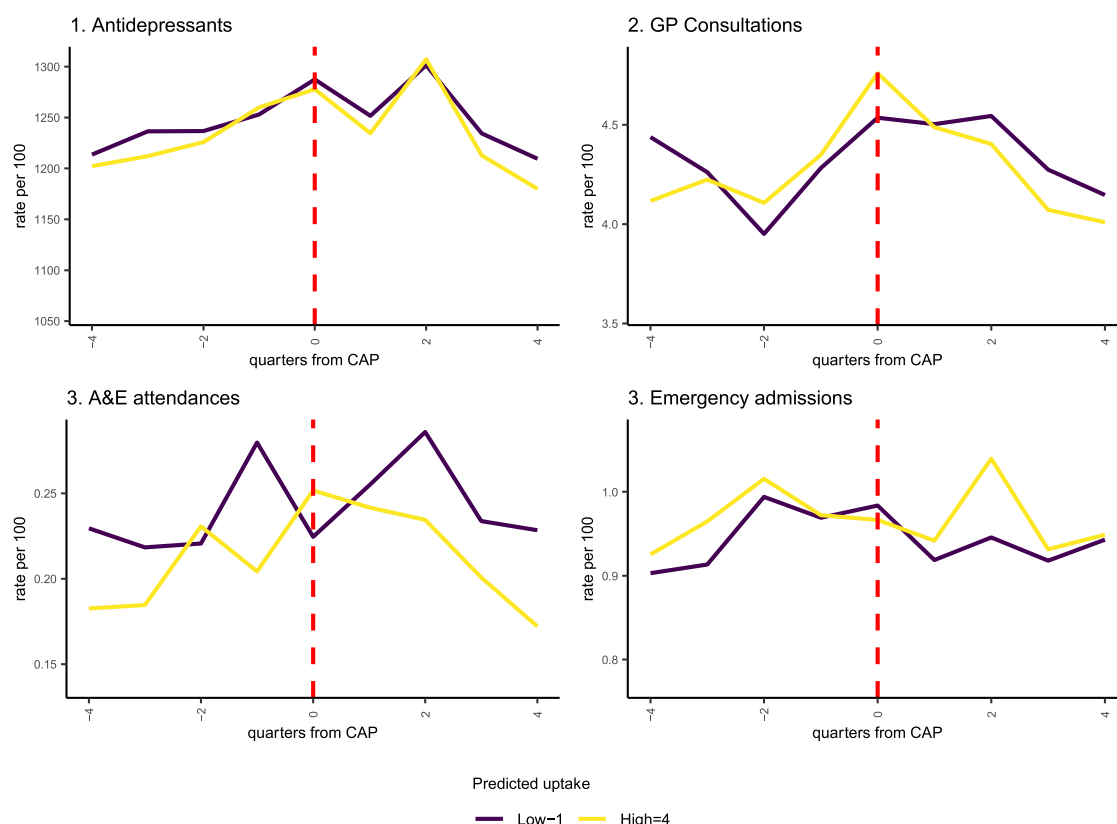 1. Antidepressants
rate per 100
1300
1250
1200
1150
1100
1050
−4
−2
0
2
4
quarters from CAP
2. GP Consultations
rate per 100
4.5
4.0
3.5
−4
−2
0
2
4
quarters from CAP
3. A&E attendances
rate per 100
0.25
0.20
0.15
−4
−2
0
2
4
quarters from CAP
3. Emergency admissions
rate per 100
1.0
0.9
0.8
−4
−2
0
2
4
quarters from CAP
Predicted uptake
Low−1 High=4